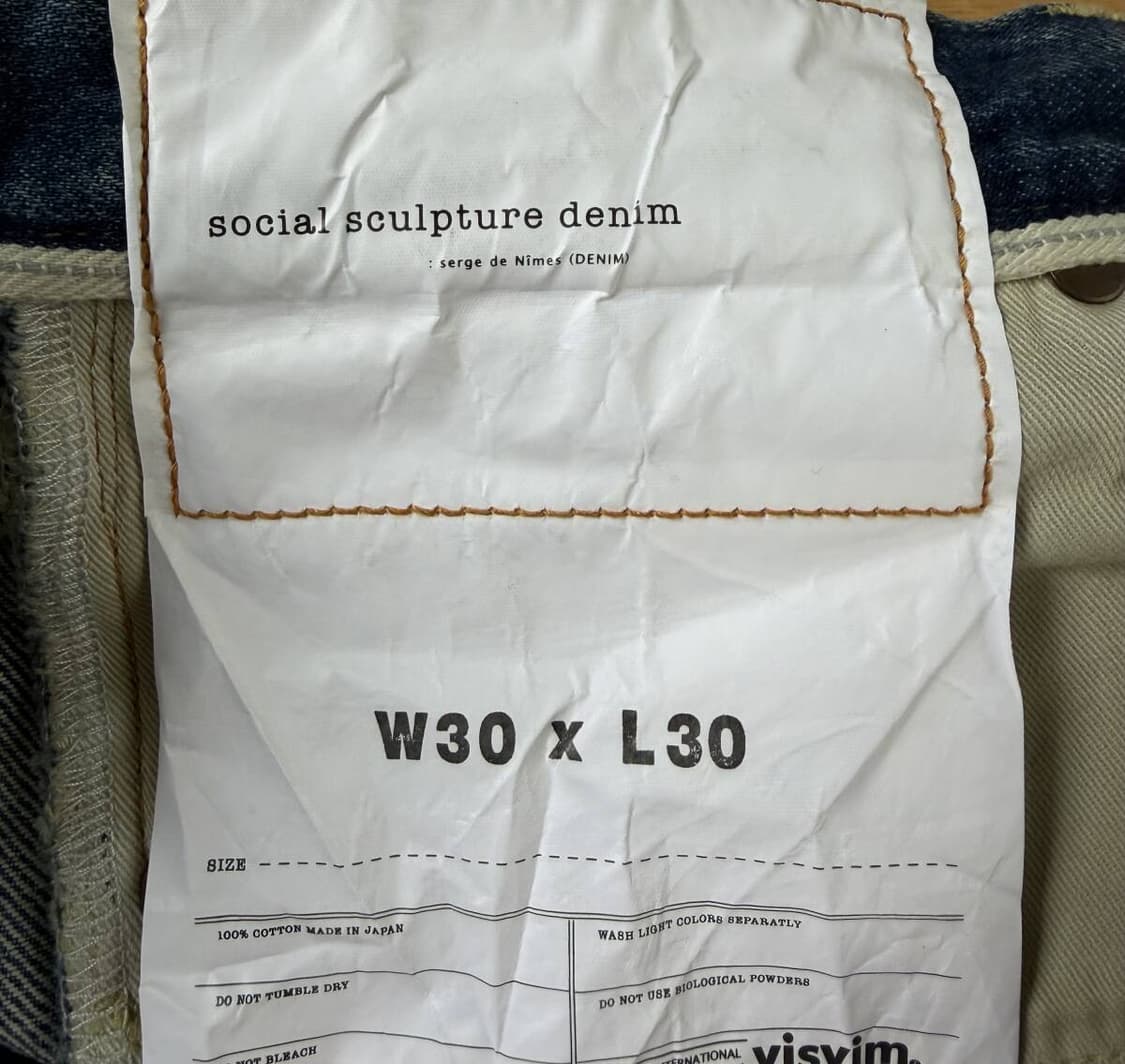 social sculpture denim
: serge de Nîmes (DENIM)
W30 x L30
SIZE
100% COTTON MADE IN JAPAN
WASH LIGHT COLORS SEPARATLY
DO NOT TUMBLE DRY
DO NOT USE BIOLOGICAL POWDERS
NOT BLEACH
visvim.